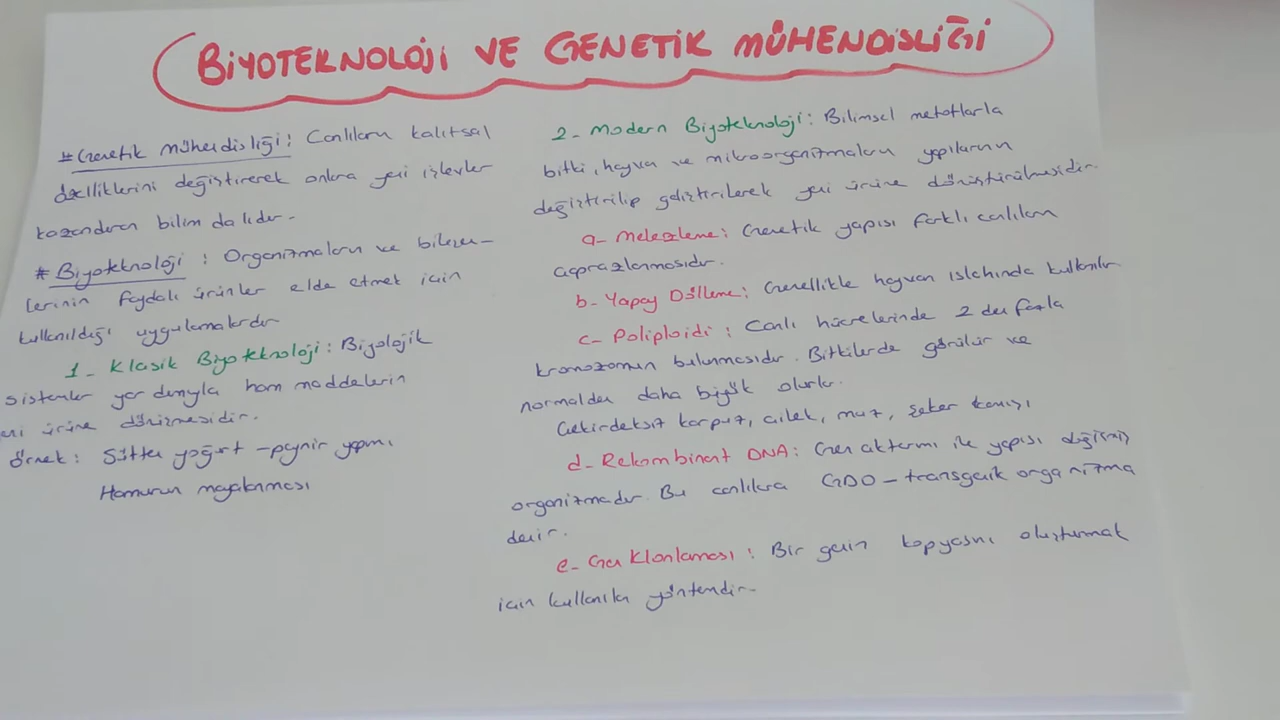 BİYOTEKNOLOJİ VE GENETİK MÜHENDİSLİĞİ
# Genetik mühendisliği : Canlıların kalıtsal
özelliklerini değiştirerek onlara yeni işlevler
kazandıran bilim dalıdır.
# Biyoteknoloji : Organizmaların ve bileşen-
lerinin faydalı ürünler elde etmek için
kullanıldığı uygulamalardır
1- Klasik Biyoteknoloji : Biyolojik
sistemler yardımıyla ham maddelerin
yeni ürüne dönüşmesidir.
örnek : Sütten yoğurt - peynir yapımı
Hamurun mayalanması
2- Modern Biyoteknoloji : Bilimsel metotlarla
bitki, hayvan ve mikroorganizmaların yapılarının
değiştirilip geliştirilerek yeni ürüne dönüştürülmesidir.
a- Melezleme : Genetik yapısı farklı canlıların
çaprazlanmasıdır.
b- Yapay Dölleme : Genellikle hayvan ıslahında kullanılır
c- Poliploidi : Canlı hücrelerinde 2 den fazla
kromozomun bulunmasıdır. Bitkilerde görülür ve
normalden daha büyük olurlar.
Çekirdeksiz karpuz, çilek, muz, şeker kamışı
d- Rekombinant DNA : Gen aktarımı ile yapısı değişmiş
organizmadır. Bu canlılara GDO - transgenik organizma
denir.
e- Gen Klonlaması : Bir genin kopyasını oluşturmak
için kullanılan yöntemdir.